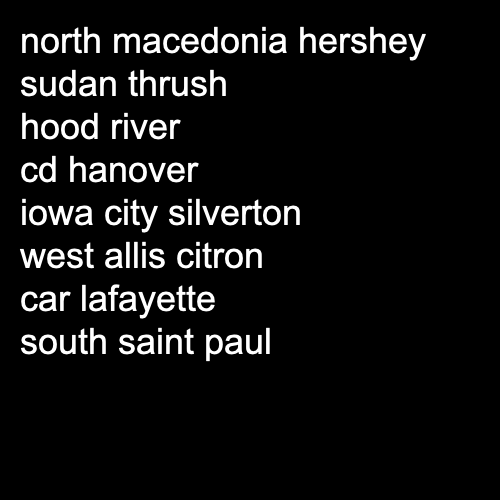 north macedonia hershey
sudan thrush
hood river
cd hanover
iowa city silverton
west allis citron
car lafayette
south saint paul